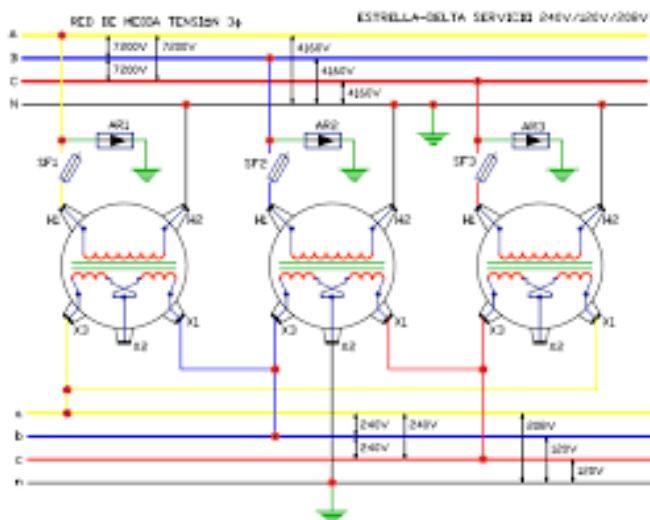 RED DE MEDIA TENSION 3ϕ
ESTRELLA-DELTA SERVICIO 240V/120V/208V
A
7200V
7200V
4160V
B
7200V
4160V
C
4160V
N
AR1
AR2
AR3
SF1
SF2
SF3
H1
H2
H1
H2
H1
H2
X3
X1
X3
X1
X3
X1
X2
X2
X2
a
240V
240V
208V
b
240V
120V
c
120V
n